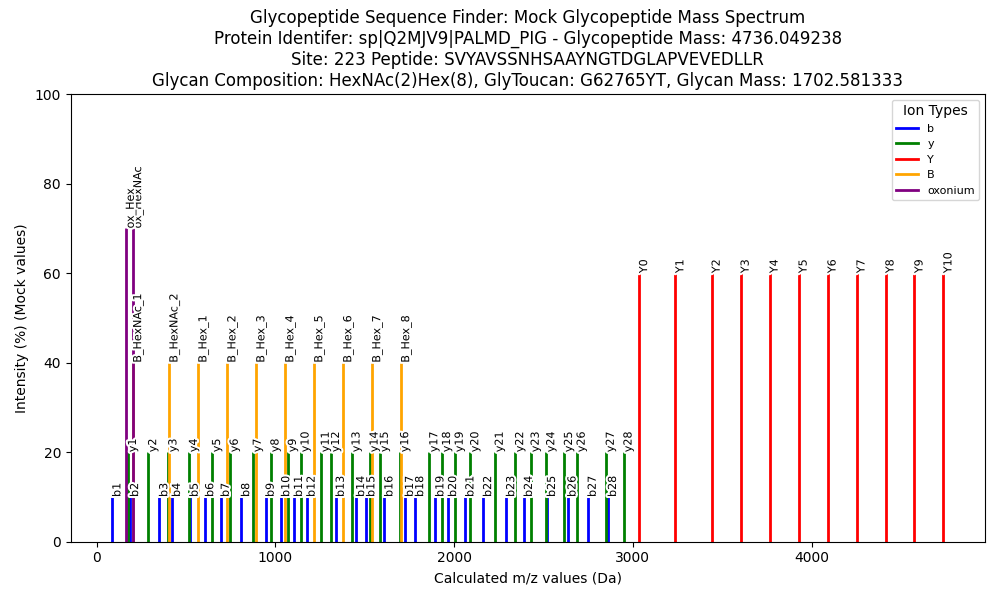 Glycopeptide Sequence Finder: Mock Glycopeptide Mass Spectrum
Protein Identifer: sp|Q2MJV9|PALMD_PIG - Glycopeptide Mass: 4736.049238
Site: 223 Peptide: SVYAVSSNHSAAYNGTDGLAPVEVEDLLR
Glycan Composition: HexNAc(2)Hex(8), GlyToucan: G62765YT, Glycan Mass: 1702.581333
Intensity (%) (Mock values)
100
80
60
40
20
0
Ion Types
b
y
Y
B
oxonium
ox_Hex
ox_HexNAc
B_HexNAc_1
B_HexNAc_2
B_Hex_1
B_Hex_2
B_Hex_3
B_Hex_4
B_Hex_5
B_Hex_6
B_Hex_7
B_Hex_8
Y0
Y1
Y2
Y3
Y4
Y5
Y6
Y7
Y8
Y9
Y10
y1
y2
y3
y4
y5
y6
y7
y8
y9
y10
y11
y12
y13
y14
y15
y16
y17
y18
y19
y20
y21
y22
y23
y24
y25
y26
y27
y28
b1
b2
b3
b4
b5
b6
b7
b8
b9
b10
b11
b12
b13
b14
b15
b16
b17
b18
b19
b20
b21
b22
b23
b24
b25
b26
b27
b28
0
1000
2000
3000
4000
Calculated m/z values (Da)